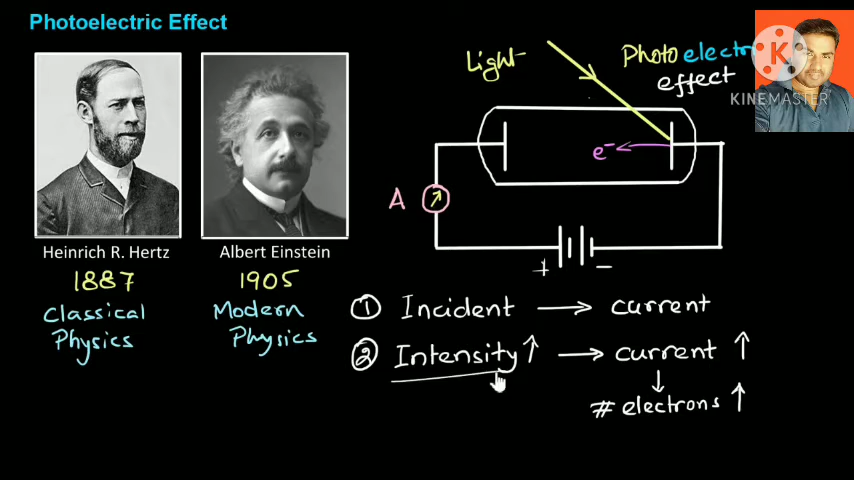 Photoelectric Effect
Heinrich R. Hertz
1887
Classical
Physics
Albert Einstein
1905
Modern
Physics
Light
Photo electr
effect
K
KINEMASTER
e-
A
+ -
① Incident → current
② Intensity ↑ → current ↑
↓
# electrons ↑